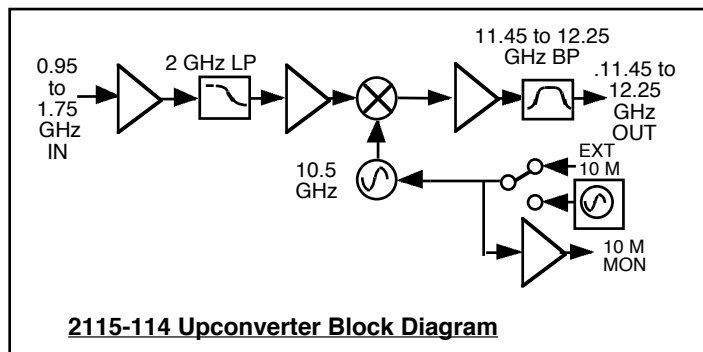 0.95
to
1.75
GHz
IN
2 GHz LP
11.45 to 12.25
GHz BP
.11.45 to
12.25
GHz
OUT
10.5
GHz
EXT
10 M
10 M
MON
2115-114 Upconverter Block Diagram